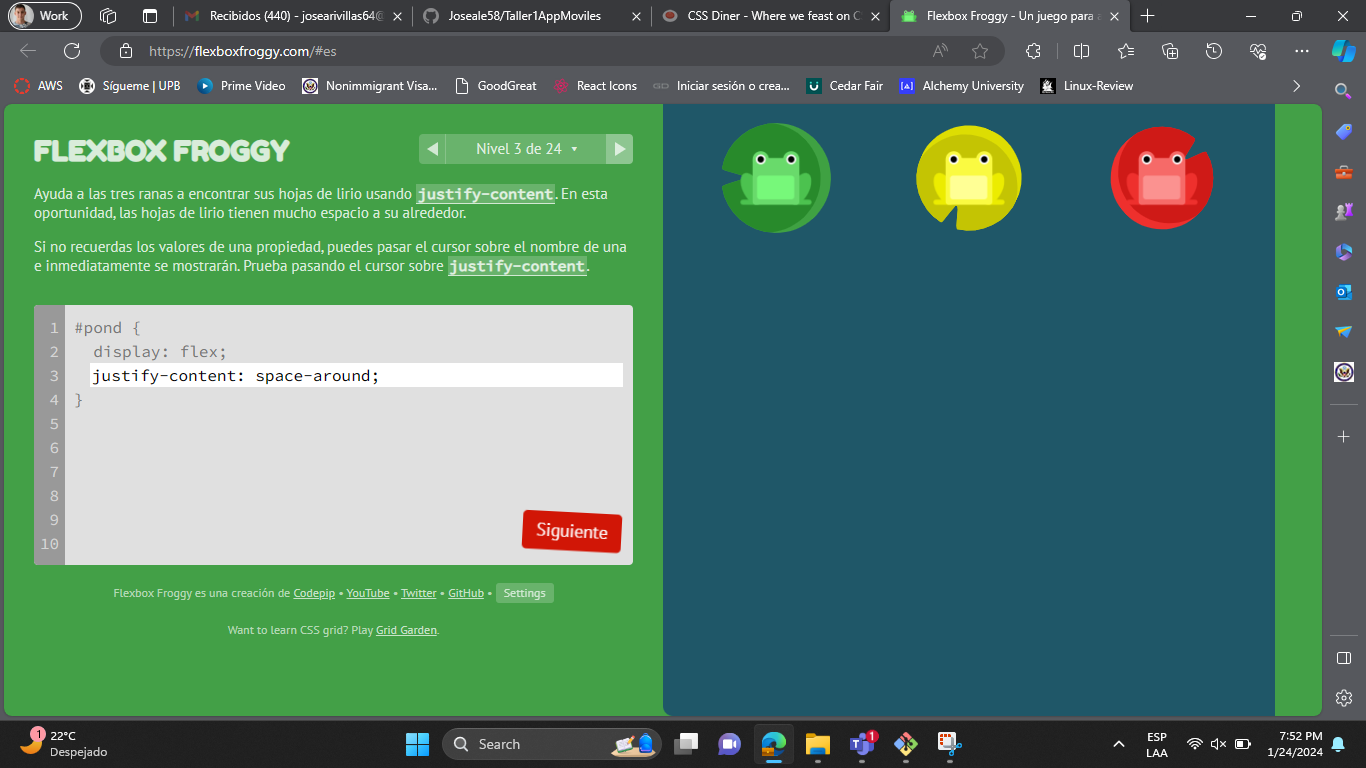 Work
Recibidos (440) - josearivillas64@
Joseale58/Taller1AppMoviles
CSS Diner - Where we feast on C
Flexbox Froggy - Un juego para a
https://flexboxfroggy.com/#es
AWS
Sígueme | UPB
Prime Video
Nonimmigrant Visa...
GoodGreat
React Icons
Iniciar sesión o crea...
Cedar Fair
Alchemy University
Linux-Review
FLEXBOX FROGGY
Nivel 3 de 24
Ayuda a las tres ranas a encontrar sus hojas de lirio usando justify-content. En esta
oportunidad, las hojas de lirio tienen mucho espacio a su alrededor.
Si no recuerdas los valores de una propiedad, puedes pasar el cursor sobre el nombre de una
e inmediatamente se mostrarán. Prueba pasando el cursor sobre justify-content.
1 #pond {
2 display: flex;
3 justify-content: space-around;
4 }
5
6
7
8
9
10
Siguiente
Flexbox Froggy es una creación de Codepip • YouTube • Twitter • GitHub • Settings
Want to learn CSS grid? Play Grid Garden.
1
22°C
Despejado
Search
1
ESP
LAA
7:52 PM
1/24/2024